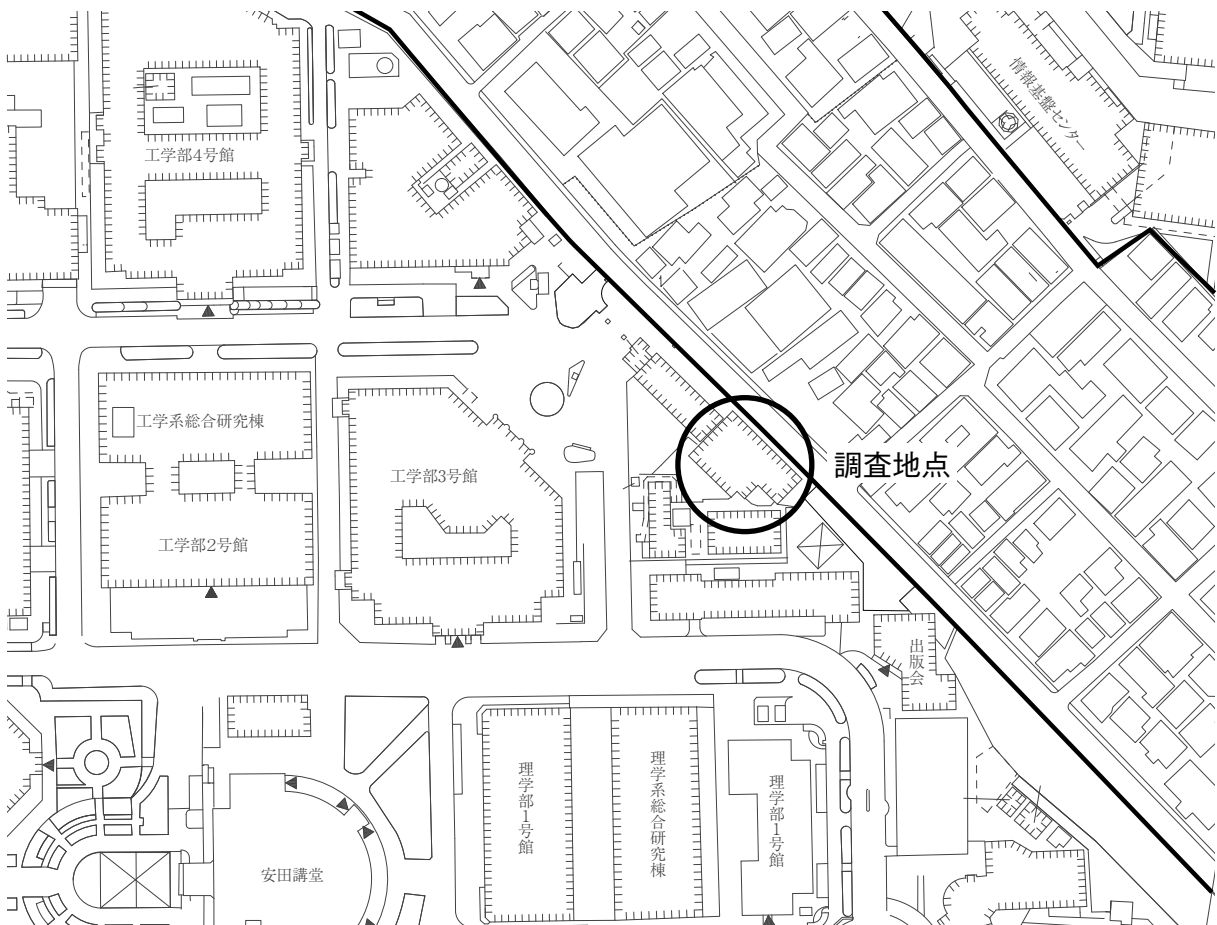 情報基盤センター
工学部4号館
工学系総合研究棟
工学部3号館
調査地点
工学部2号館
出版会
理学部1号館
理学系総合研究棟
理学部1号館
安田講堂